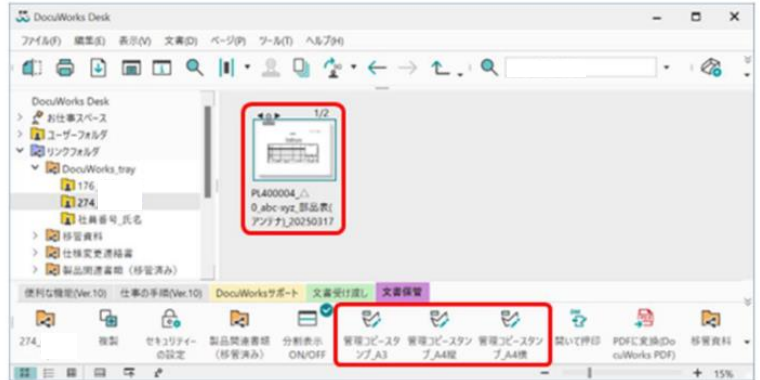 DocuWorks Desk
ファイル(F) 編集(E) 表示(V) 文書(D) ページ(P) ツール(T) ヘルプ(H)
DocuWorks Desk
お仕事スペース
ユーザーフォルダ
リンクフォルダ
DocuWorks_tray
176_
274_
社員番号_氏名
移管資料
仕様変更連絡書
製品関連書類（移管済み）
1/2
PL400004_△
0_abc-xyz_部品表(
アンテナ)_20250317
便利な機能(Ver.10) 仕事の手順(Ver.10) DocuWorksサポート 文書受け渡し 文書保管
274_
複製
セキュリティー
の設定
製品関連書類
（移管済み）
分割表示
ON/OFF
管理コピースタ
ンプ_A3
管理コピースタン
プ_A4縦
管理コピースタン
プ_A4横
開いて押印
PDFに変換(Do
cuWorks PDF)
移管資料
15%